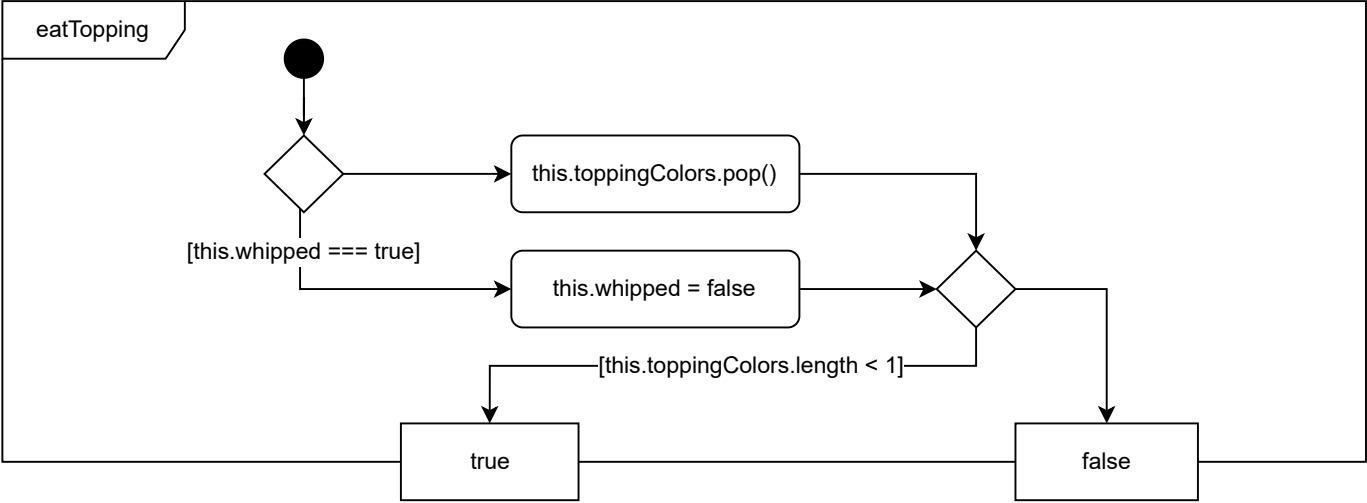 eatTopping
this.toppingColors.pop()
[this.whipped === true]
this.whipped = false
[this.toppingColors.length < 1]
true
false